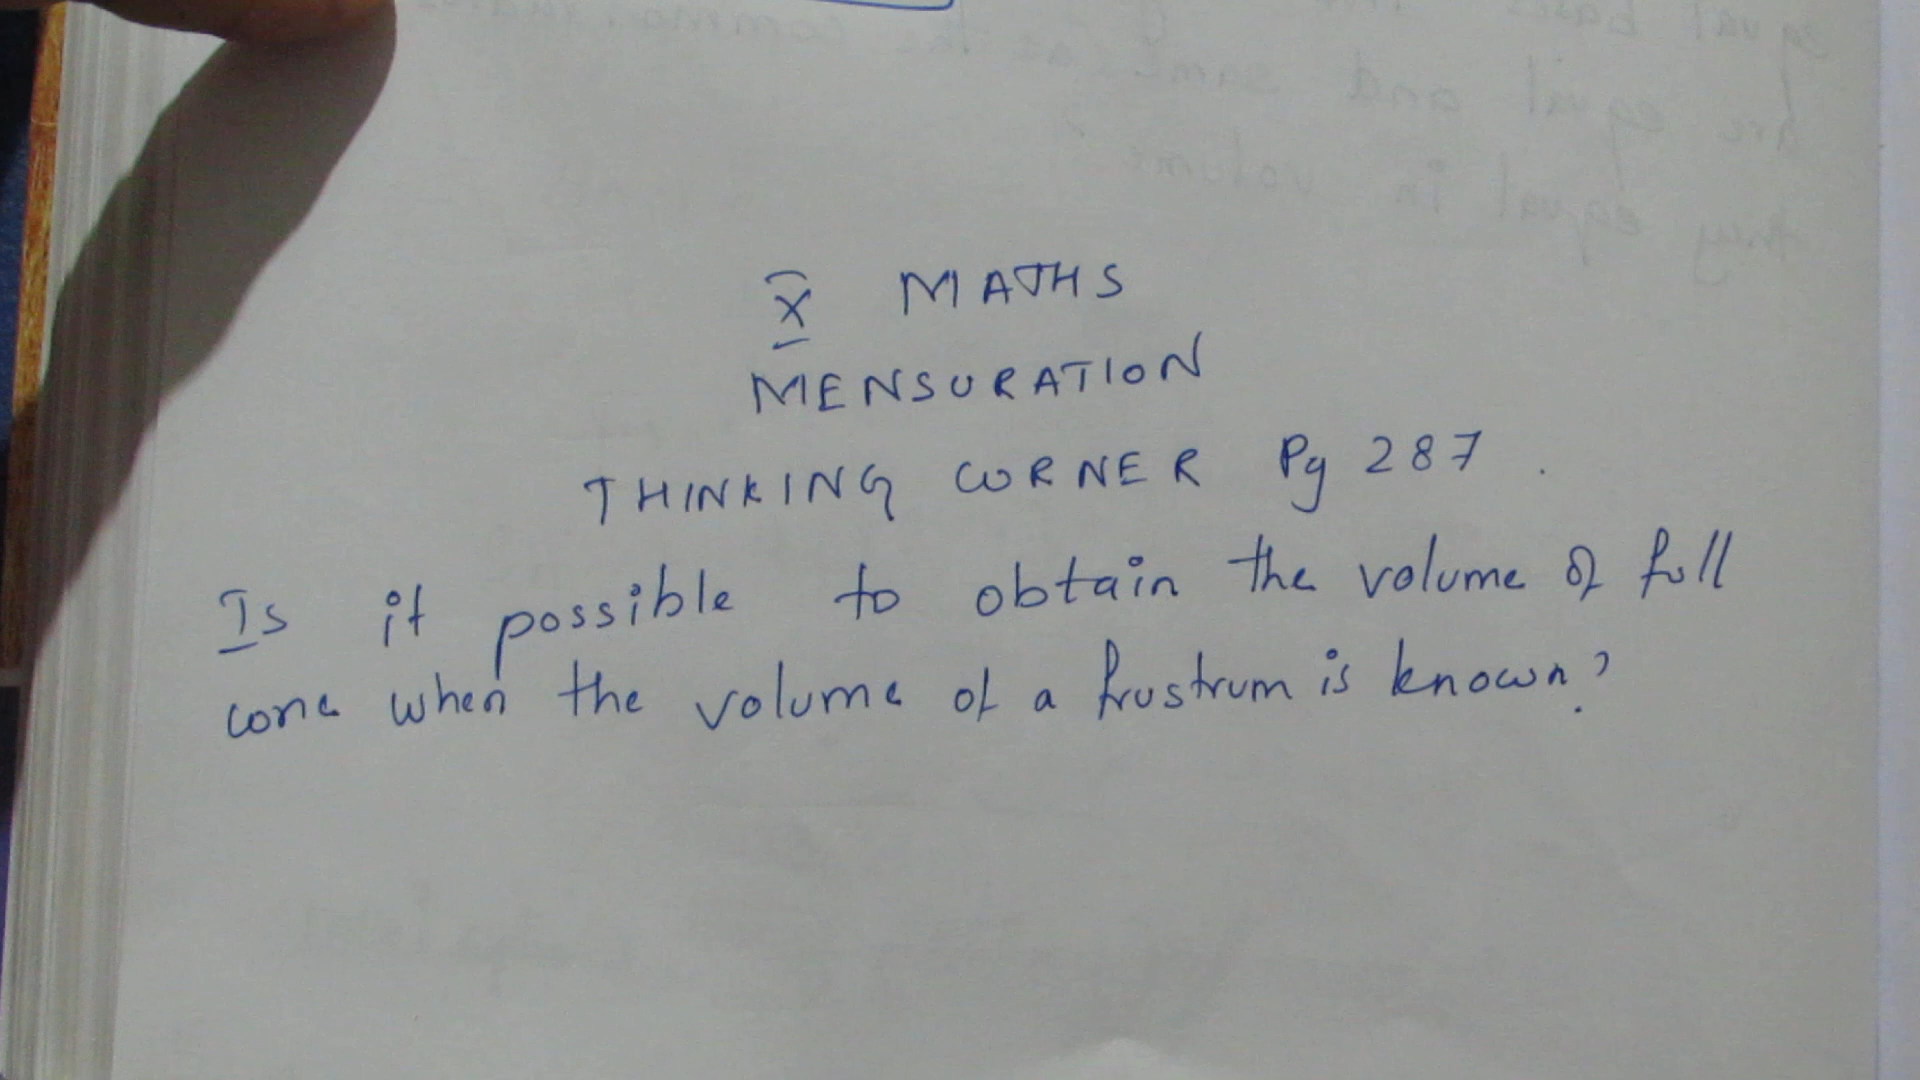 X MATHS
MENSURATION
THINKING CORNER Pg 287.
Is it possible to obtain the volume of full
cone when the volume of a frustrum is known?